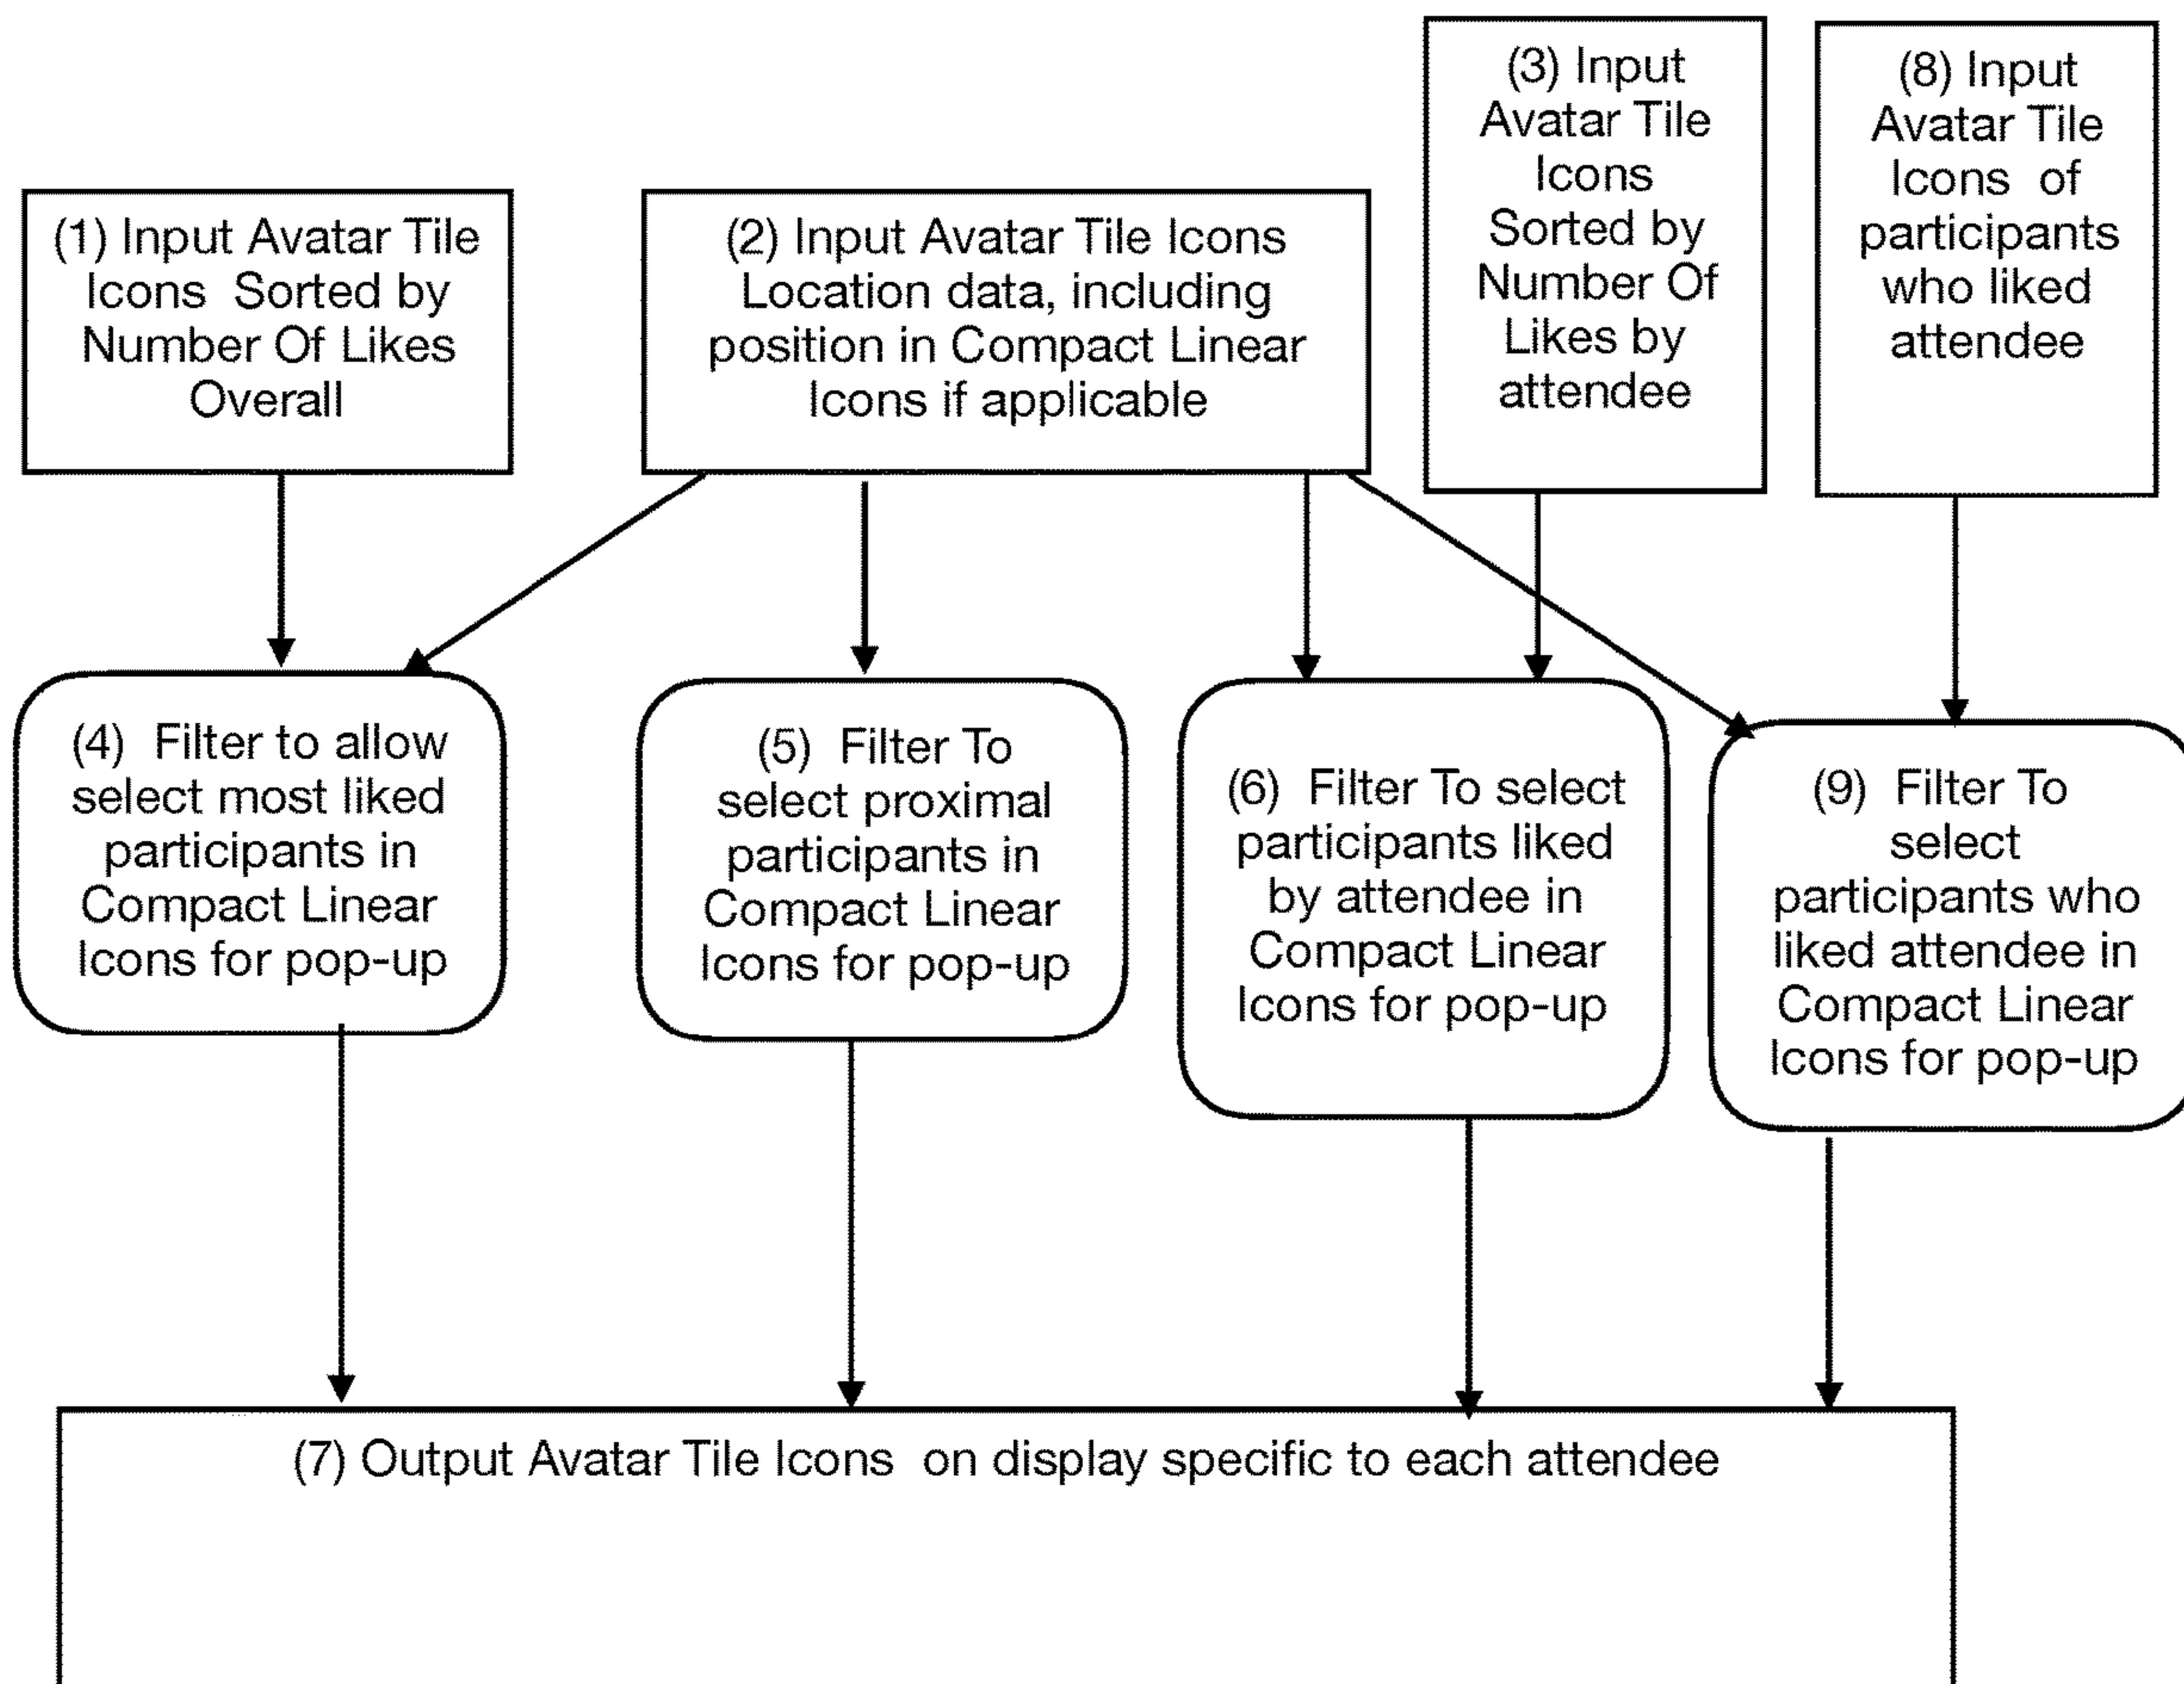 (1) Input Avatar Tile
Icons Sorted by
Number Of Likes
Overall
(2) Input Avatar Tile Icons
Location data, including
position in Compact Linear
Icons if applicable
(3) Input
Avatar Tile
Icons
Sorted by
Number Of
Likes by
attendee
(8) Input
Avatar Tile
Icons of
participants
who liked
attendee
(4) Filter to allow
select most liked
participants in
Compact Linear
Icons for pop-up
(5) Filter To
select proximal
participants in
Compact Linear
Icons for pop-up
(6) Filter To select
participants liked
by attendee in
Compact Linear
Icons for pop-up
(9) Filter To
select
participants who
liked attendee in
Compact Linear
Icons for pop-up
(7) Output Avatar Tile Icons on display specific to each attendee